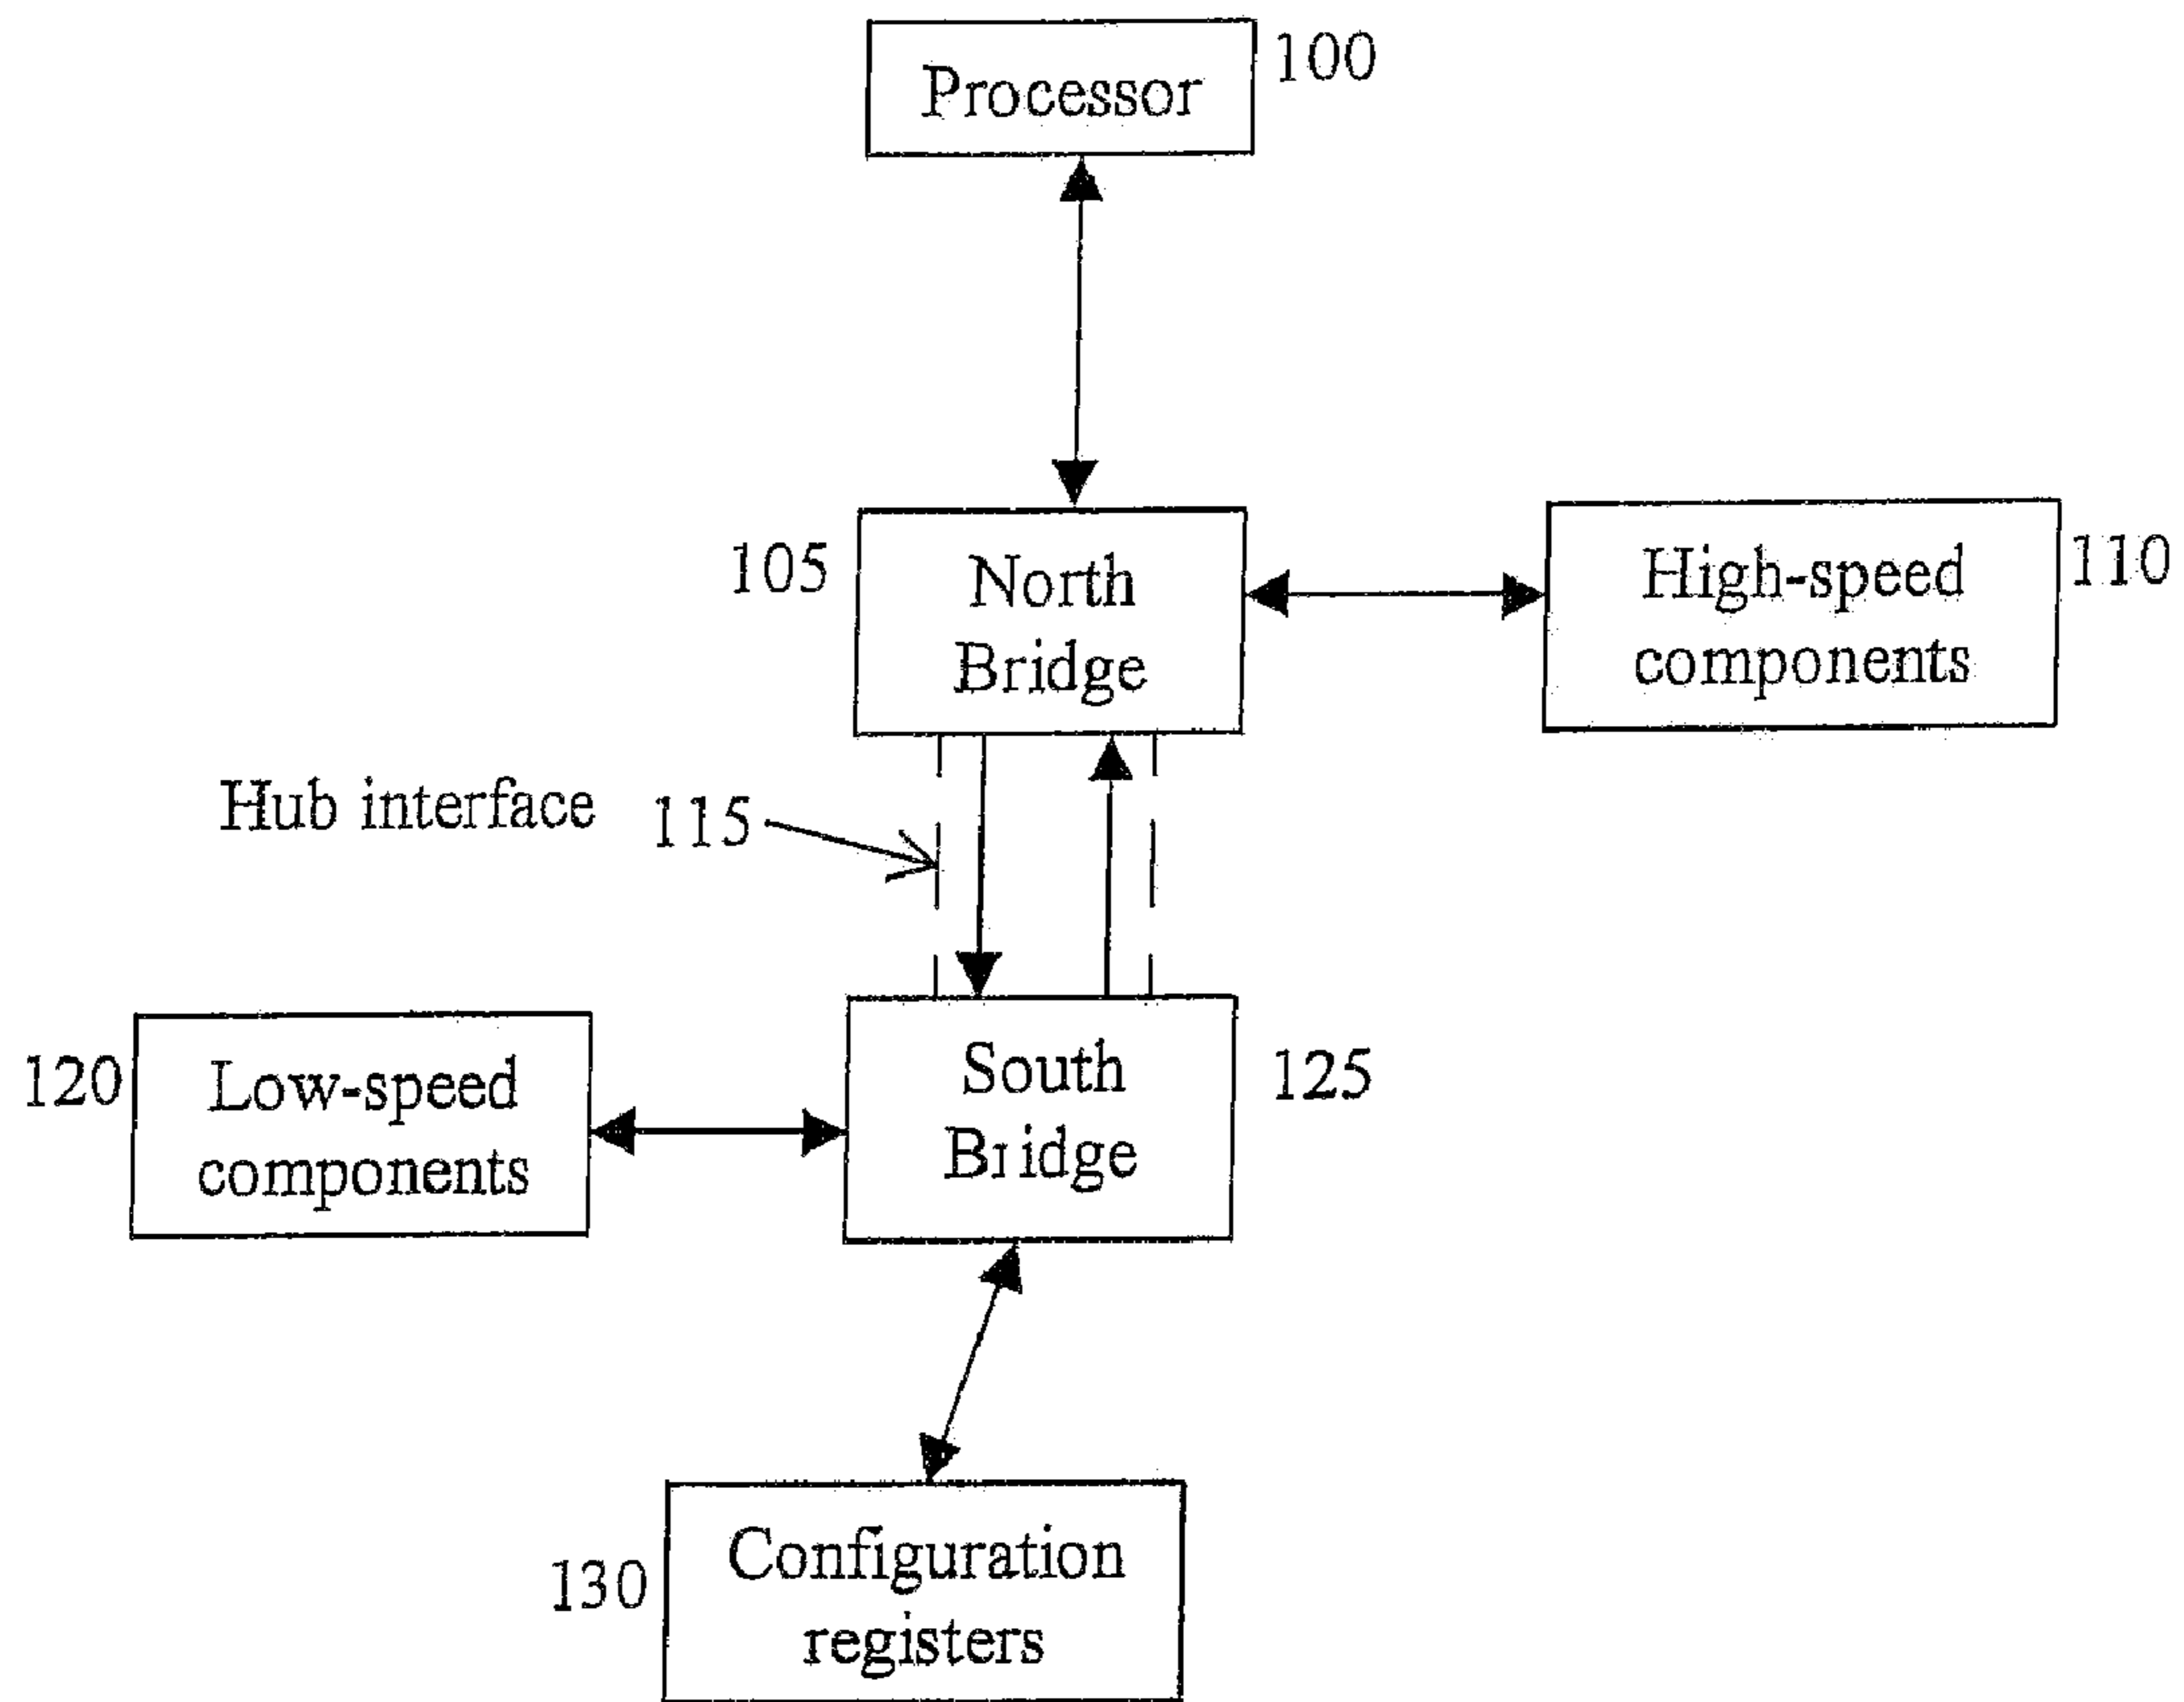 Processor
100
105
North
Bridge
High-speed
components
110
Hub interface
115
120
Low-speed
components
South
Bridge
125
130
Configuration
registers